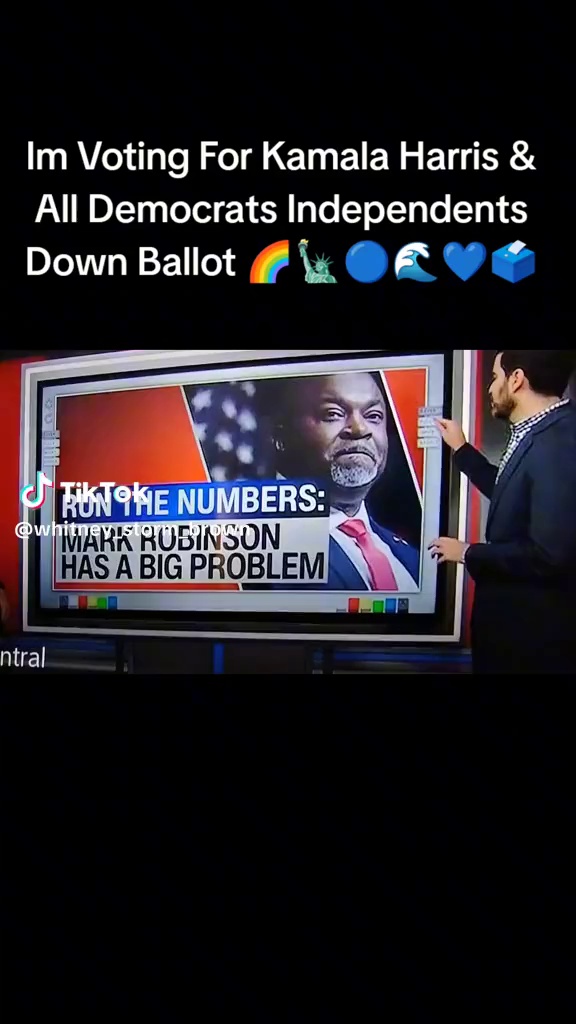 Im Voting For Kamala Harris &
All Democrats Independents
Down Ballot 🌈🗽🔵🌊💙🗳️
RUN THE NUMBERS:
TikTok
@whitney_storm_brown
MARK ROBINSON
HAS A BIG PROBLEM
ntral